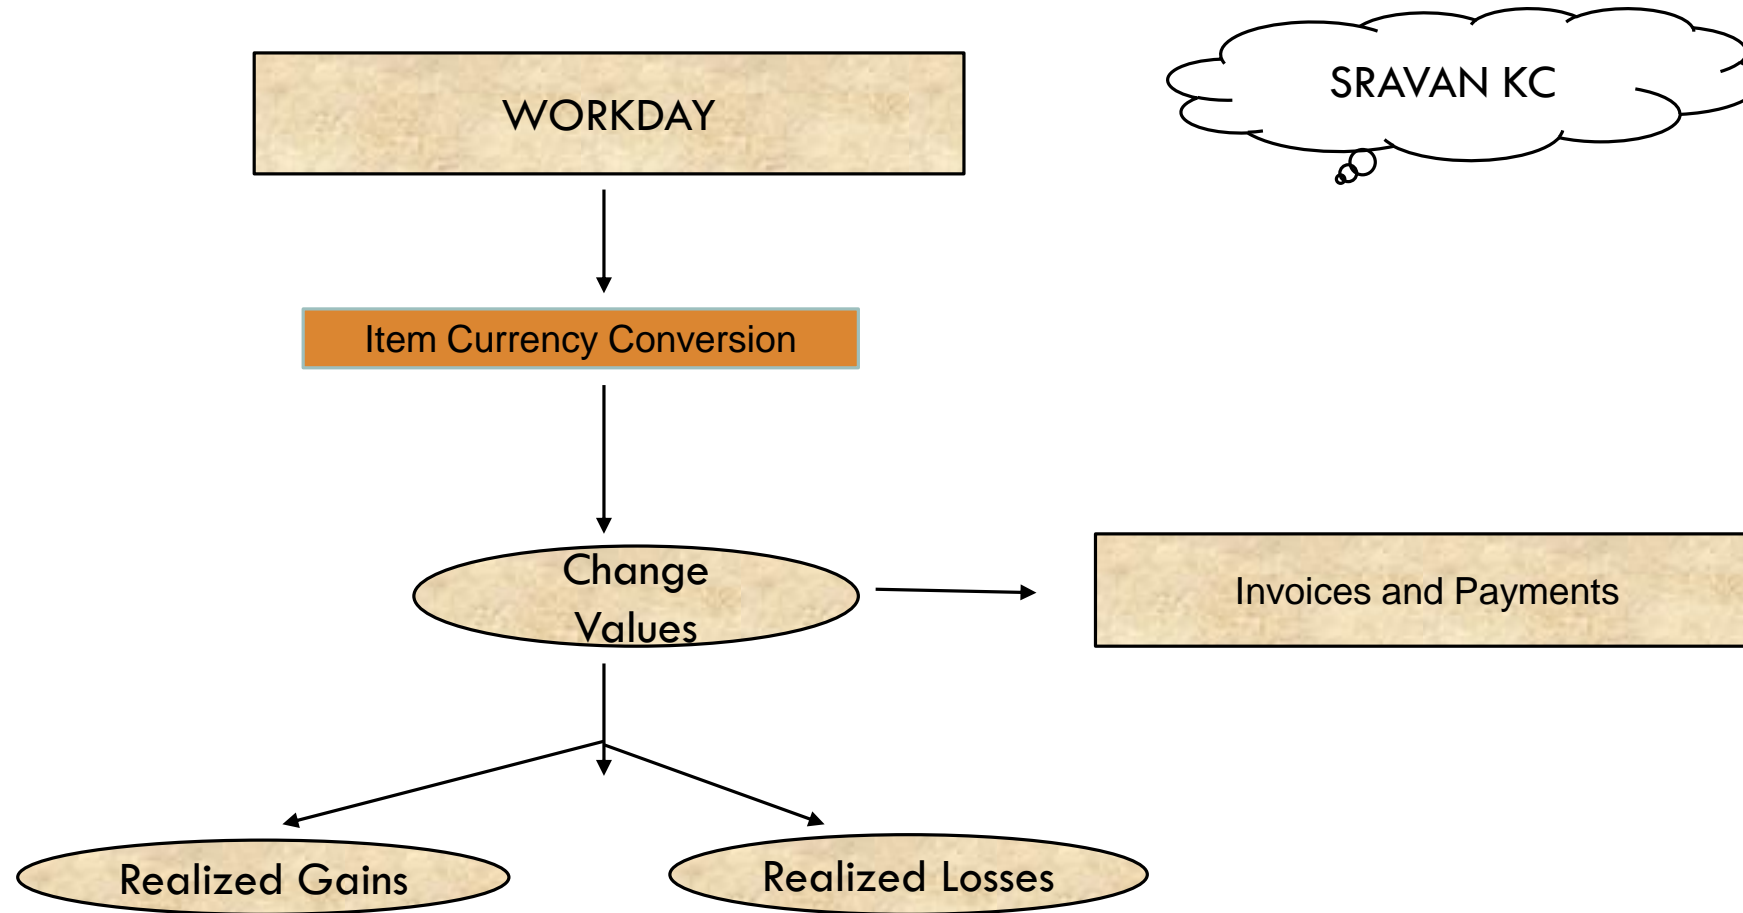 WORKDAY
SRAVAN KC
Item Currency Conversion
Change
Values
Invoices and Payments
Realized Gains
Realized Losses